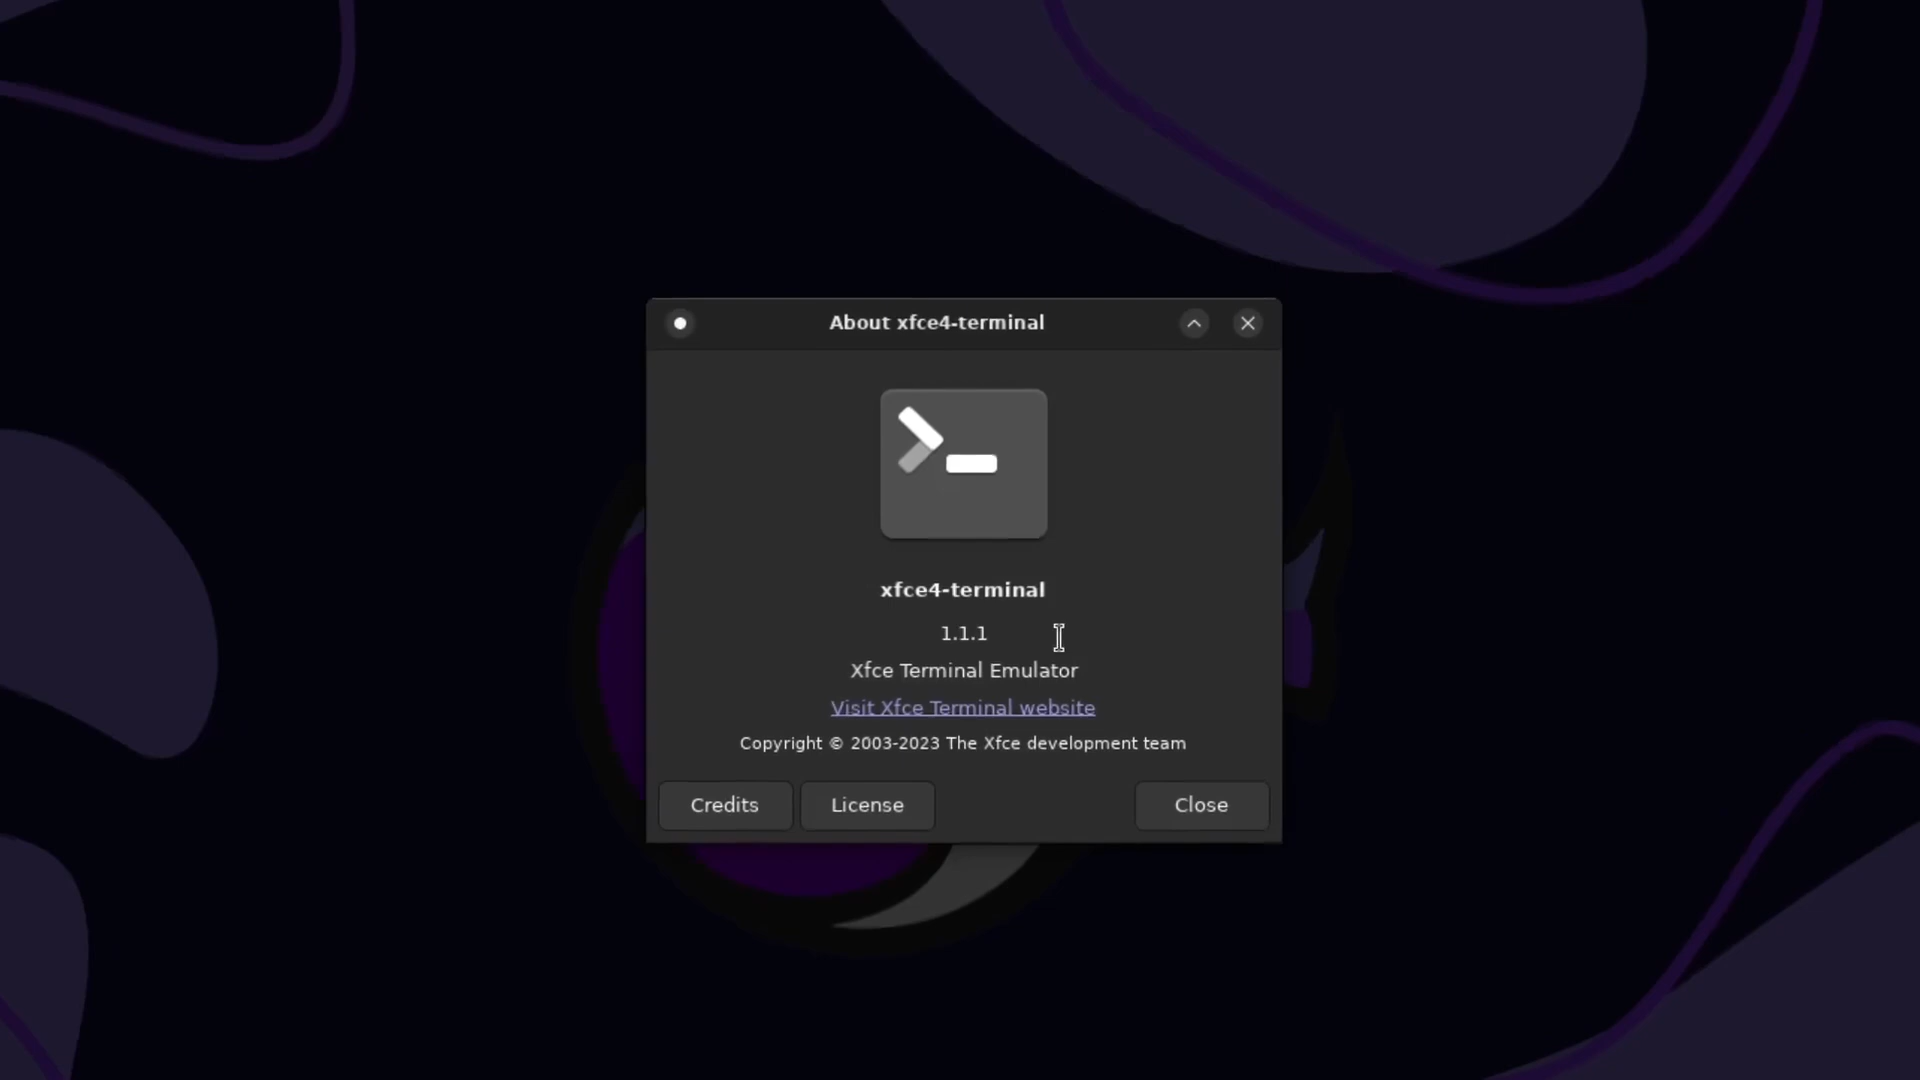 About xfce4-terminal
xfce4-terminal
1.1.1
Xfce Terminal Emulator
Visit Xfce Terminal website
Copyright © 2003-2023 The Xfce development team
Credits License Close